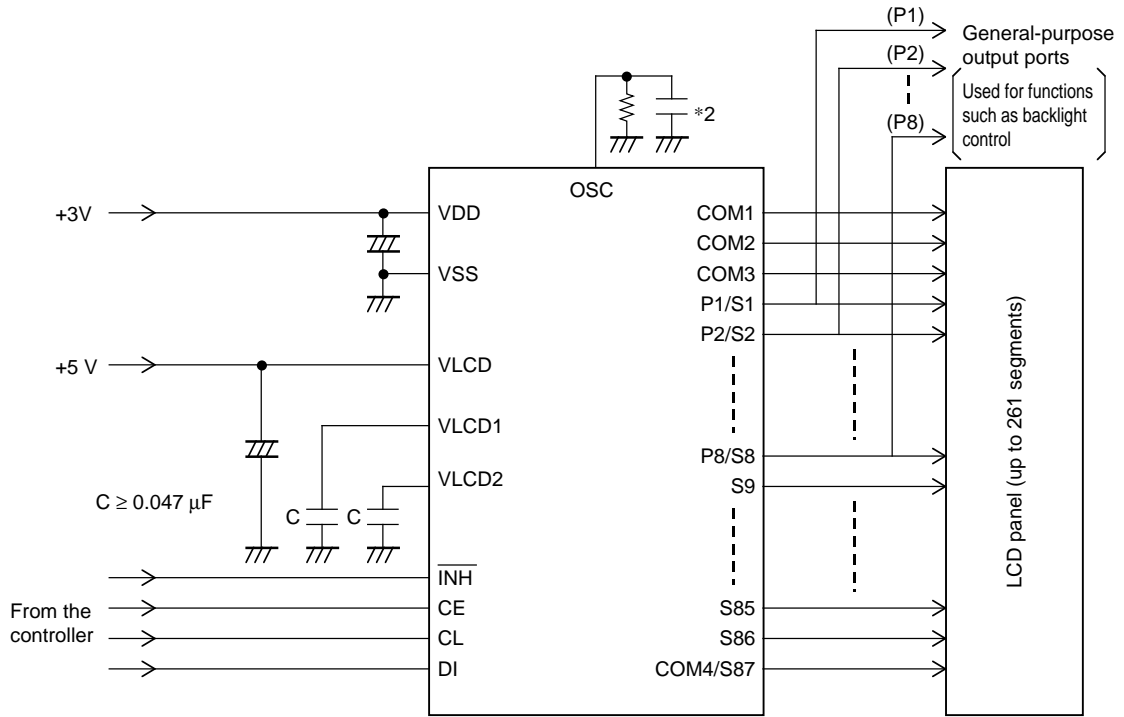 (P1)
General-purpose
output ports
(P2)
Used for functions
such as backlight
control
(P8)
*2
OSC
+3V
VDD
VSS
+5 V
VLCD
VLCD1
VLCD2
C ≥ 0.047 μF
C
C
From the
controller
INH
CE
CL
DI
COM1
COM2
COM3
P1/S1
P2/S2
P8/S8
S9
S85
S86
COM4/S87
LCD panel (up to 261 segments)